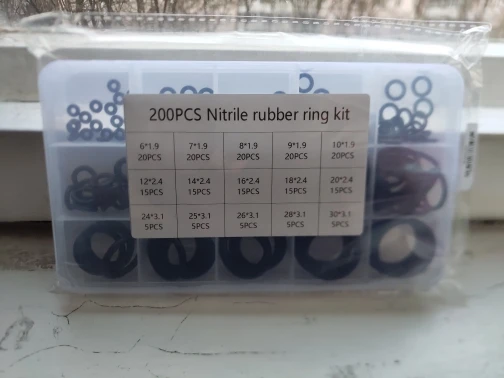 200PCS Nitrile rubber ring kit
6*1.9 7*1.9 8*1.9 9*1.9 10*1.9
20PCS 20PCS 20PCS 20PCS 20PCS
12*2.4 14*2.4 16*2.4 18*2.4 20*2.4
15PCS 15PCS 15PCS 15PCS 15PCS
24*3.1 25*3.1 26*3.1 28*3.1 30*3.1
5PCS 5PCS 5PCS 5PCS 5PCS